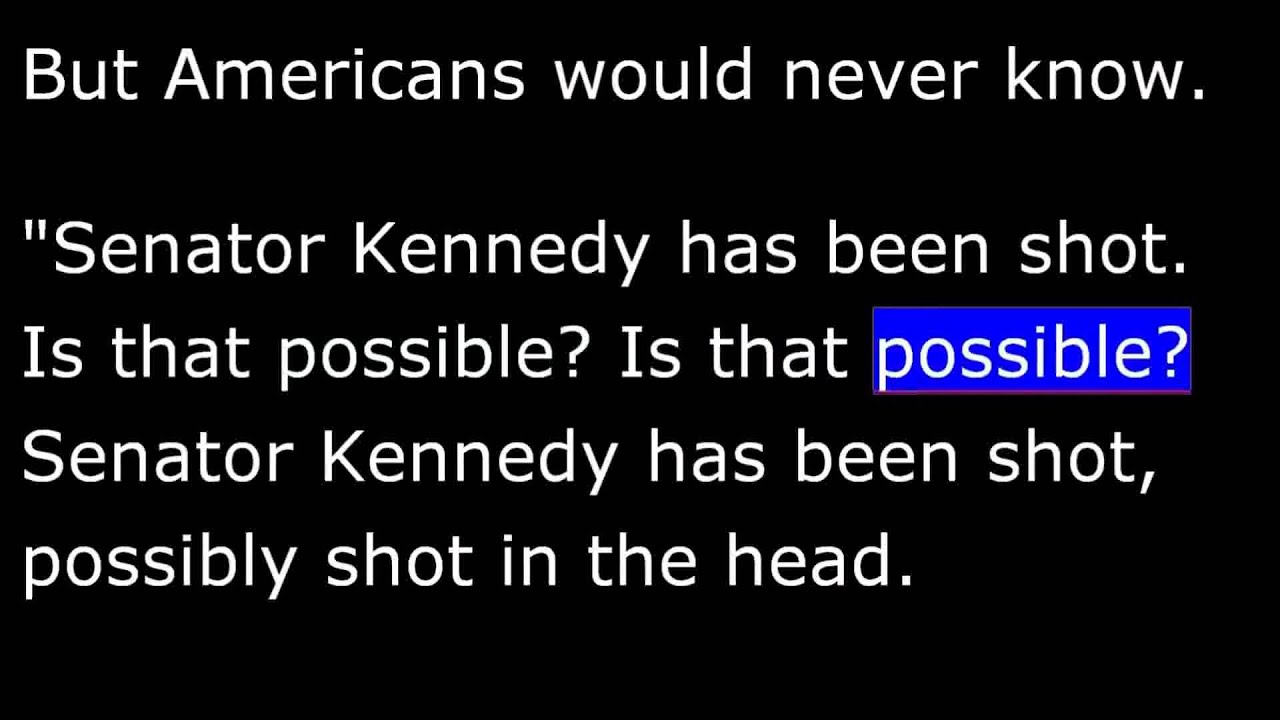 But Americans would never know.
"Senator Kennedy has been shot.
Is that possible? Is that possible?
Senator Kennedy has been shot,
possibly shot in the head.